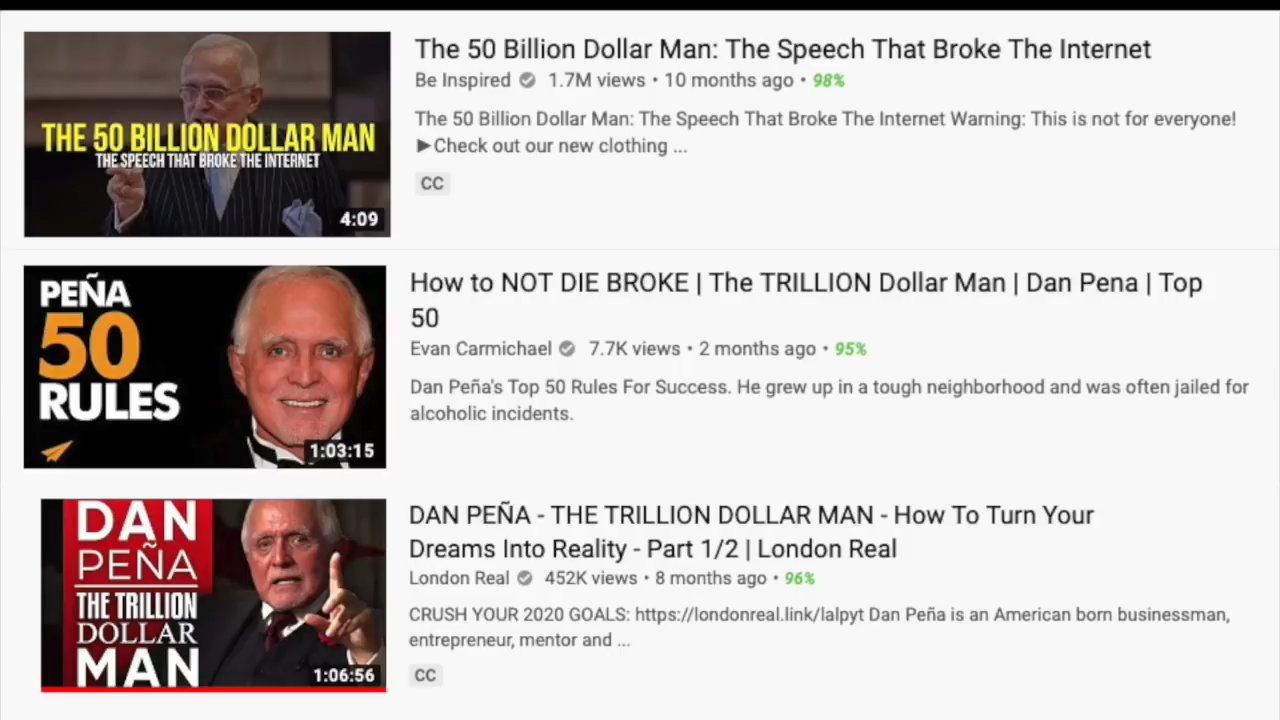 THE 50 BILLION DOLLAR MAN
THE SPEECH THAT BROKE THE INTERNET
4:09
The 50 Billion Dollar Man: The Speech That Broke The Internet
Be Inspired 1.7M views • 10 months ago • 98%
The 50 Billion Dollar Man: The Speech That Broke The Internet Warning: This is not for everyone!
►Check out our new clothing ...
CC
PEÑA
50
RULES
1:03:15
How to NOT DIE BROKE | The TRILLION Dollar Man | Dan Pena | Top
50
Evan Carmichael 7.7K views • 2 months ago • 95%
Dan Peña's Top 50 Rules For Success. He grew up in a tough neighborhood and was often jailed for
alcoholic incidents.
DAN
PEÑA
THE TRILLION
DOLLAR
MAN
1:06:56
DAN PEÑA - THE TRILLION DOLLAR MAN - How To Turn Your
Dreams Into Reality - Part 1/2 | London Real
London Real 452K views • 8 months ago • 96%
CRUSH YOUR 2020 GOALS: https://londonreal.link/lalpyt Dan Peña is an American born businessman,
entrepreneur, mentor and ...
CC